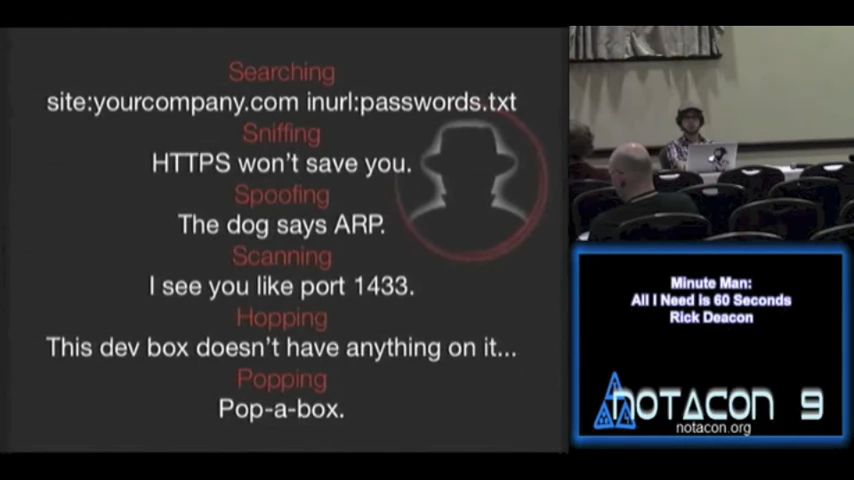 Searching
site:yourcompany.com inurl:passwords.txt
Sniffing
HTTPS won't save you.
Spoofing
The dog says ARP.
Scanning
I see you like port 1433.
Hopping
This dev box doesn't have anything on it...
Popping
Pop-a-box.
Minute Man:
All I Need is 60 Seconds
Rick Deacon
NOTACON 9
notacon.org